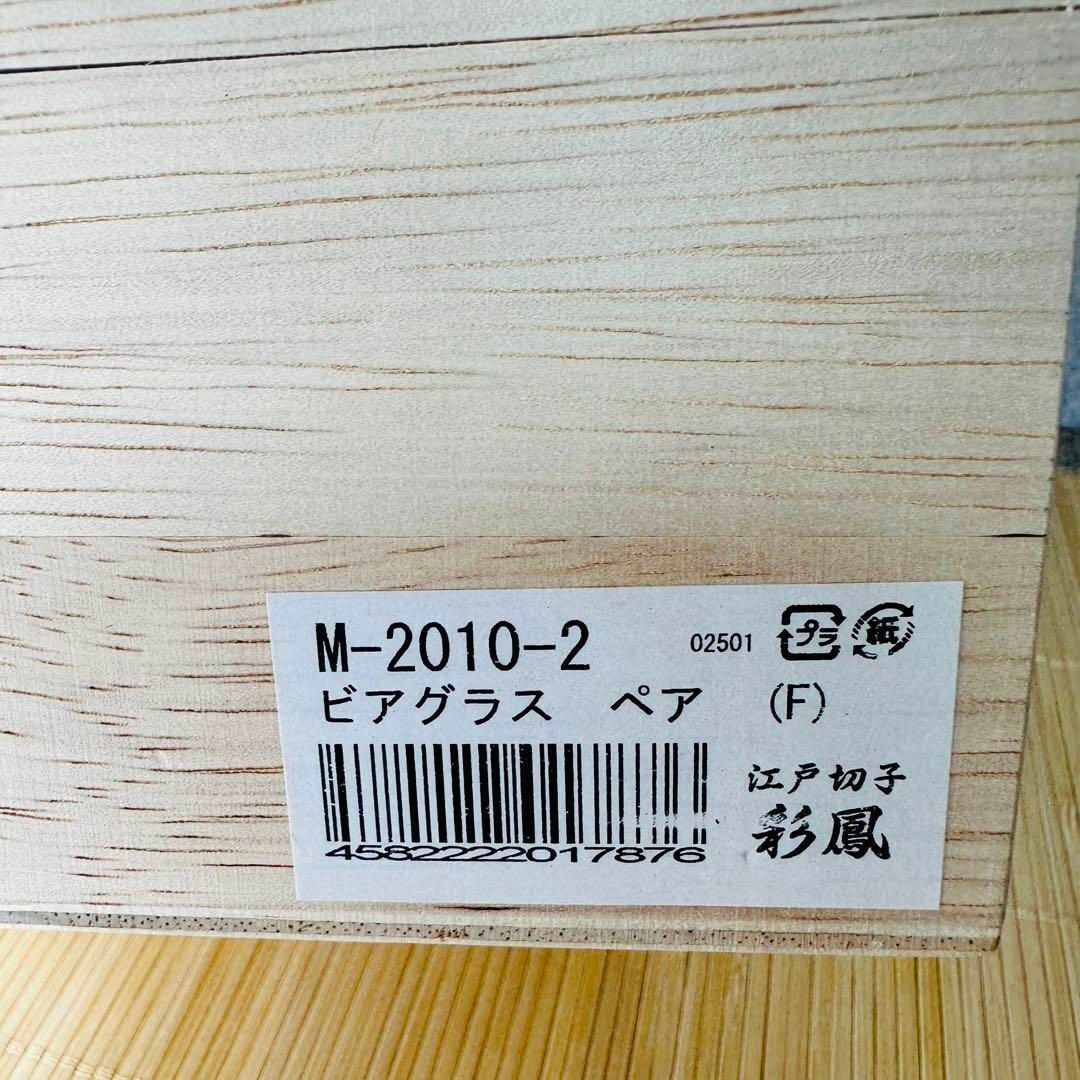 M-2010-2 02501 プラ 紙
ビアグラス ペア (F)
江戸切子
彩鳳
4582222017876